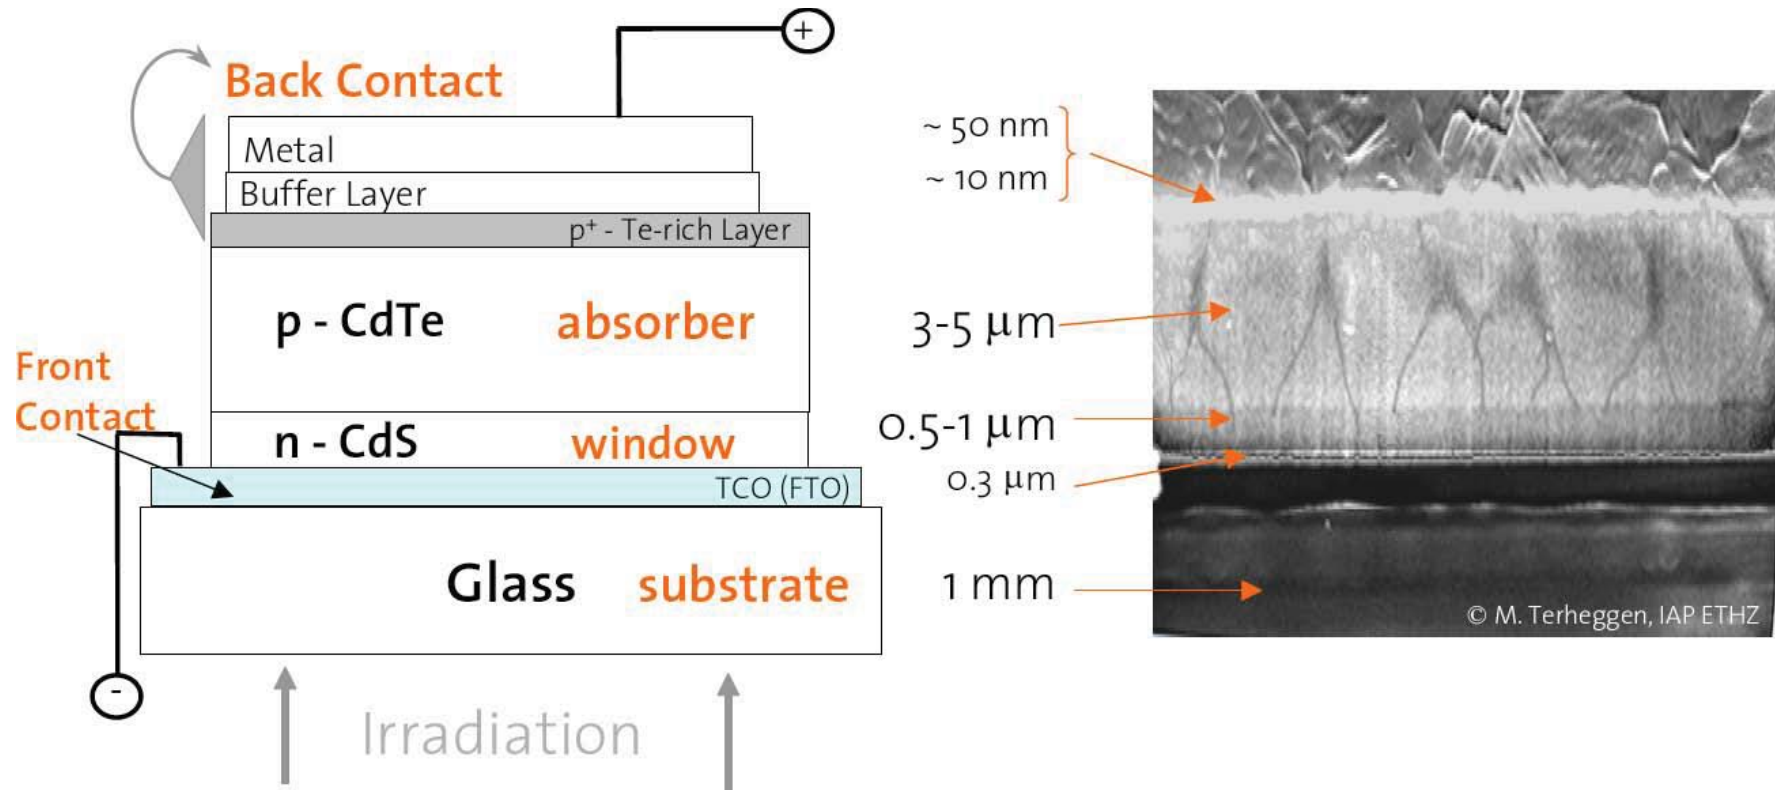 +
Back Contact
Metal
Buffer Layer
p⁺ - Te-rich Layer
p - CdTe absorber
Front
Contact
n - CdS window
TCO (FTO)
Glass substrate
-
Irradiation
~ 50 nm
~ 10 nm
3-5 μm
0.5-1 μm
0.3 μm
1 mm
© M. Terheggen, IAP ETHZ